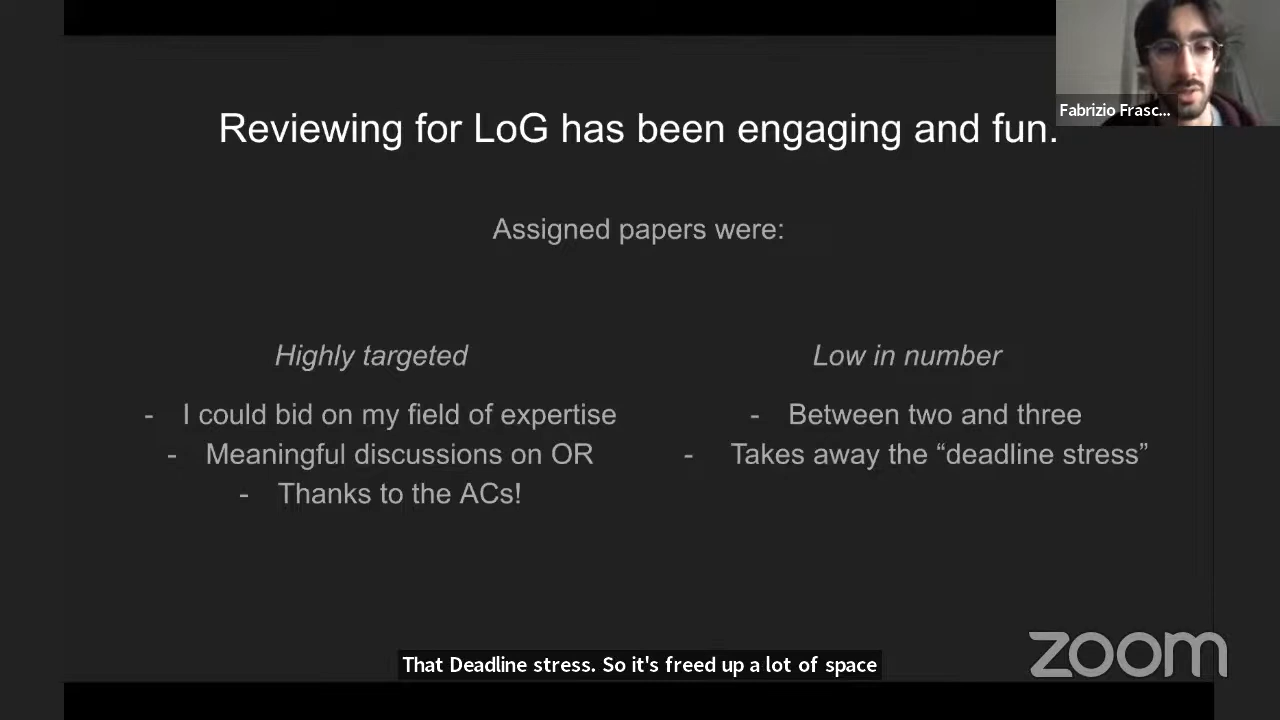 Fabrizio Frasc...
Reviewing for LoG has been engaging and fun.
Assigned papers were:
Highly targeted
- I could bid on my field of expertise
- Meaningful discussions on OR
- Thanks to the ACs!
Low in number
- Between two and three
- Takes away the “deadline stress”
That Deadline stress. So it's freed up a lot of space
zoom